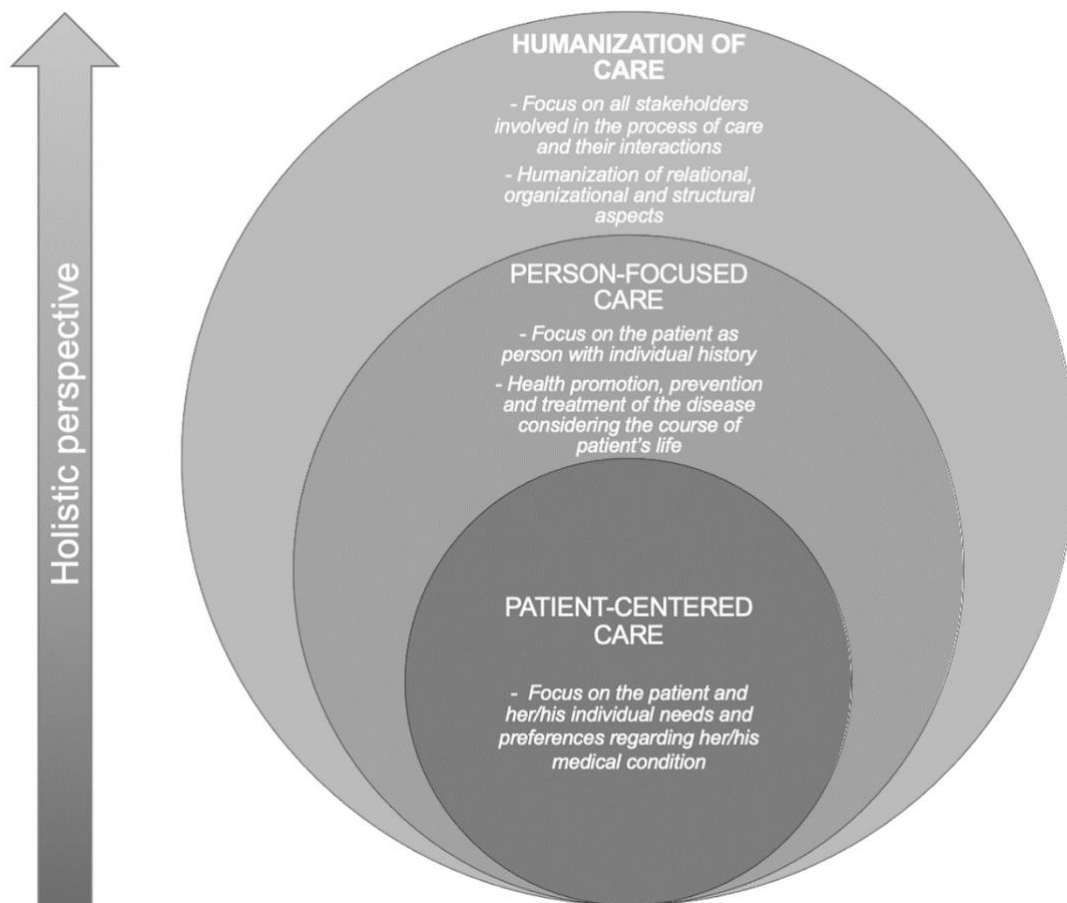 Holistic perspective
HUMANIZATION OF
CARE
- Focus on all stakeholders
involved in the process of care
and their interactions
- Humanization of relational,
organizational and structural
aspects
PERSON-FOCUSED
CARE
- Focus on the patient as
person with individual history
- Health promotion, prevention
and treatment of the disease
considering the course of
patient's life
PATIENT-CENTERED
CARE
- Focus on the patient and
her/his individual needs and
preferences regarding her/his
medical condition